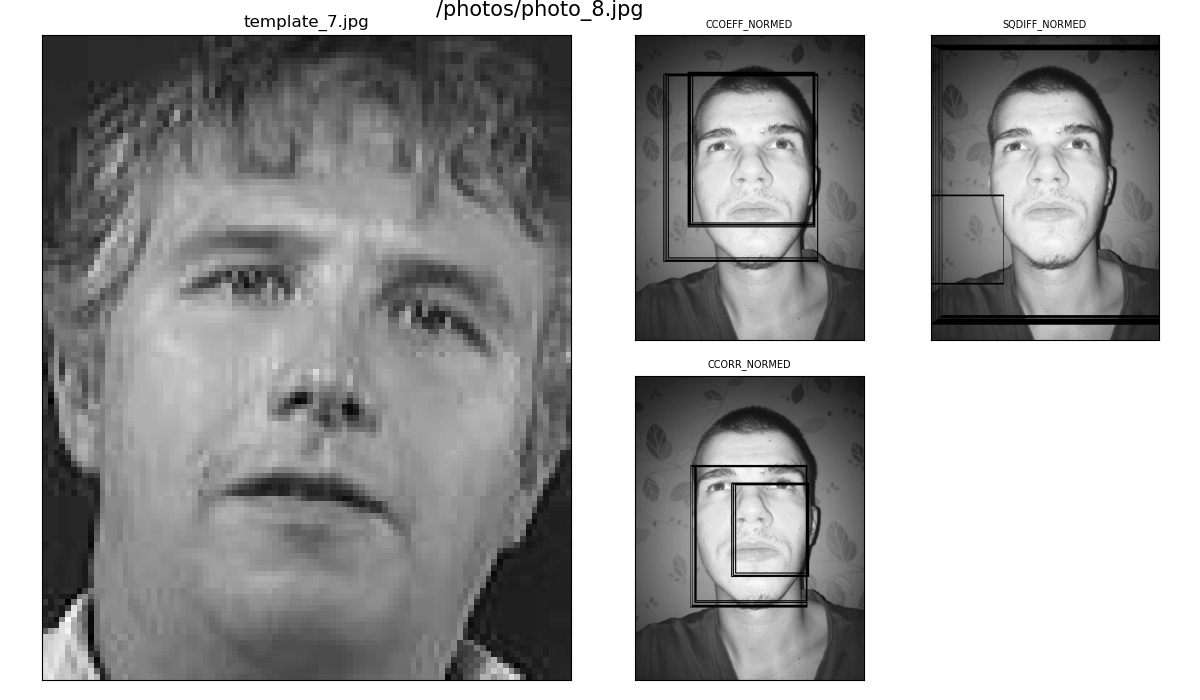 /photos/photo_8.jpg
template_7.jpg
CCOEFF_NORMED
SQDIFF_NORMED
CCORR_NORMED